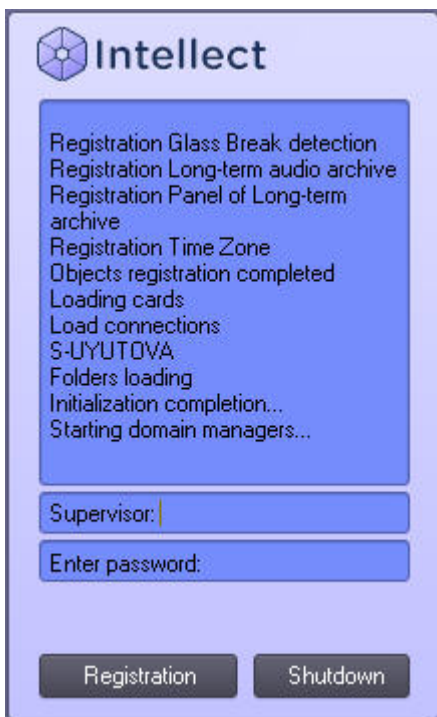 Intellect
Registration Glass Break detection
Registration Long-term audio archive
Registration Panel of Long-term
archive
Registration Time Zone
Objects registration completed
Loading cards
Load connections
S-UYUTOVA
Folders loading
Initialization completion...
Starting domain managers...
Supervisor:
Enter password:
Registration
Shutdown